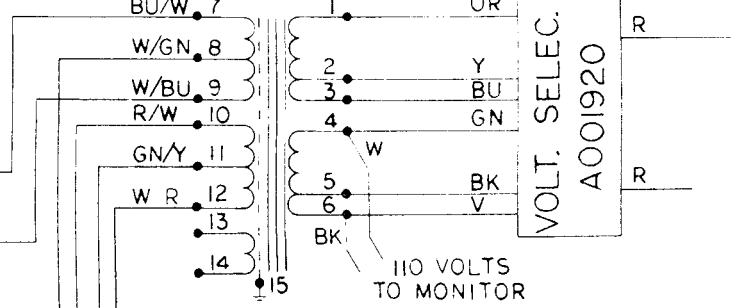 BU/W 7
1 OR
W/GN 8
2 Y
W/BU 9
3 BU
R/W 10
4 GN
W
GN/Y 11
5 BK
W R 12
6 V
13
BK
14
15
110 VOLTS
TO MONITOR
VOLT. SELEC.
A001920
R
R